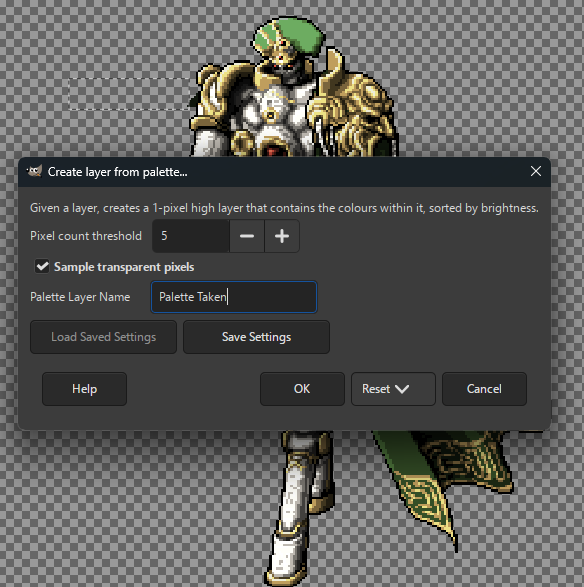 Create layer from palette...
Given a layer, creates a 1-pixel high layer that contains the colours within it, sorted by brightness.
Pixel count threshold 5
Sample transparent pixels
Palette Layer Name Palette Taken
Load Saved Settings Save Settings
Help OK Reset Cancel